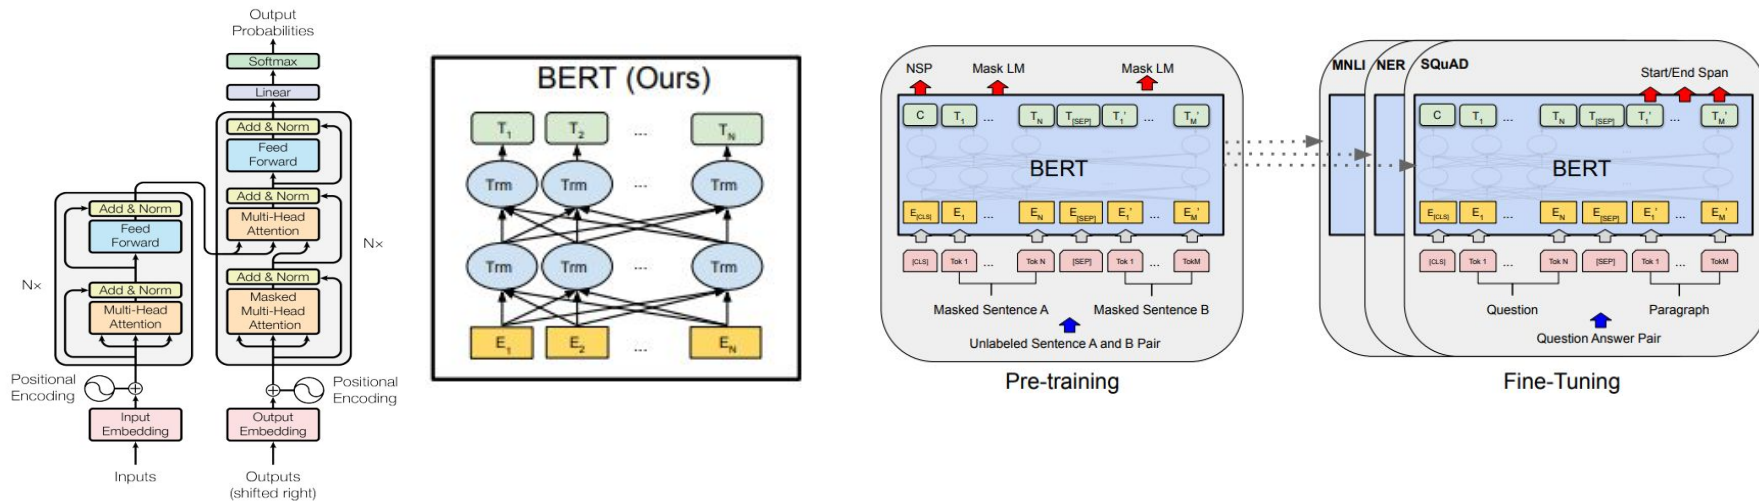 Output
Probabilities
Softmax
Linear
Add & Norm
Feed
Forward
Add & Norm
Multi-Head
Attention
Add & Norm
Masked
Multi-Head
Attention
Nx
Add & Norm
Feed
Forward
Add & Norm
Multi-Head
Attention
Nx
Positional
Encoding
Positional
Encoding
Input
Embedding
Output
Embedding
Inputs
Outputs
(shifted right)
BERT (Ours)
T1 T2 ... TN
Trm Trm ... Trm
Trm Trm ... Trm
E1 E2 ... EN
NSP Mask LM Mask LM
C T1 ... TN T[SEP] T1' ... TM'
BERT
E[CLS] E1 ... EN E[SEP] E1' ... EM'
[CLS] Tok 1 ... Tok N [SEP] Tok 1 ... TokM
Masked Sentence A Masked Sentence B
Unlabeled Sentence A and B Pair
Pre-training
MNLI NER SQuAD
Start/End Span
C T1 ... TN T[SEP] T1' ... TM'
BERT
E[CLS] E1 ... EN E[SEP] E1' ... EM'
[CLS] Tok 1 ... Tok N [SEP] Tok 1 ... TokM
Question Paragraph
Question Answer Pair
Fine-Tuning